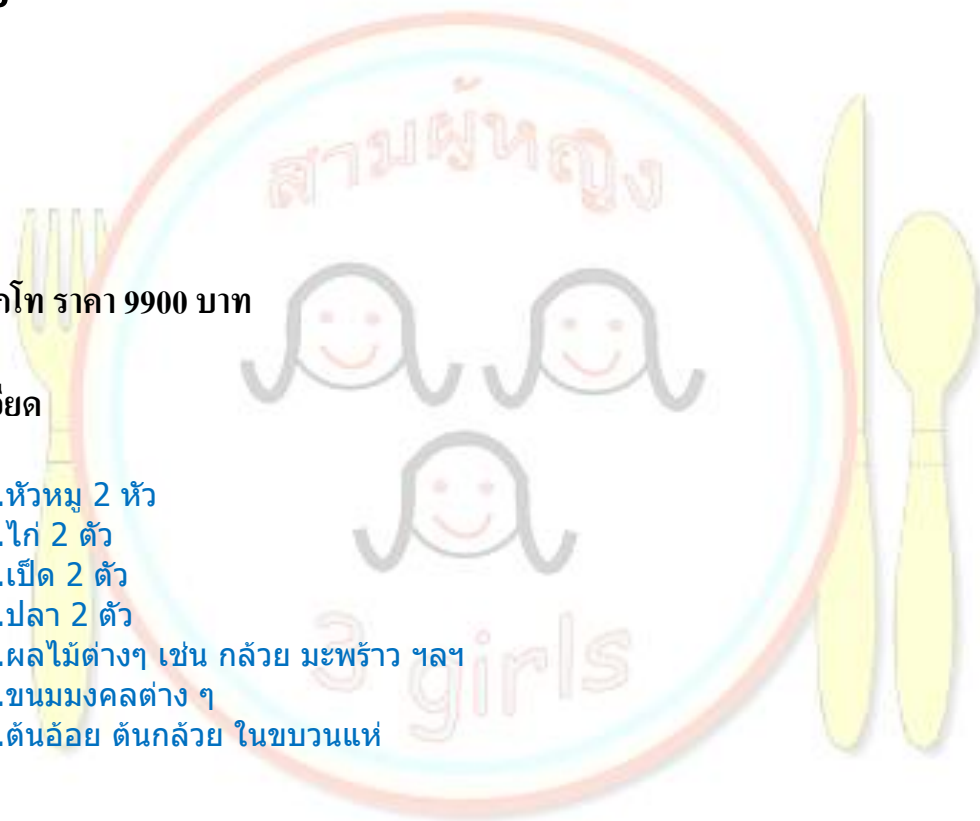 สามผู้หญิง
กโท ราคา 9900 บาท
อียด
.หัวหมู 2 หัว
.ไก่ 2 ตัว
.เป็ด 2 ตัว
.ปลา 2 ตัว
.ผลไม้ต่างๆ เช่น กล้วย มะพร้าว ฯลฯ
.ขนมมงคลต่าง ๆ
.ต้นอ้อย ต้นกล้วย ในขบวนแห่
3 girls